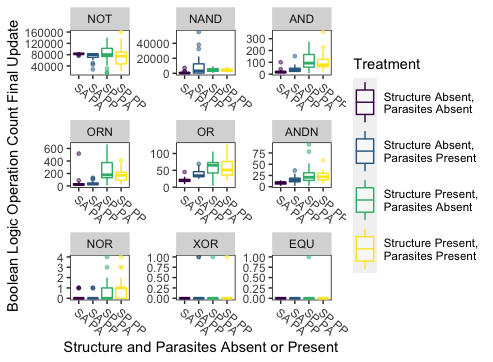 Boolean Logic Operation Count Final Update
NOT
NAND
AND
160000
120000
80000
40000
40000
20000
0
300
200
100
0
ORN
OR
ANDN
600
400
200
0
100
50
0
75
50
25
0
NOR
XOR
EQU
4
3
2
1
0
1.00
0.75
0.50
0.25
0.00
1.00
0.75
0.50
0.25
0.00
Structure and Parasites Absent or Present
Treatment
Structure Absent,
Parasites Absent
Structure Absent,
Parasites Present
Structure Present,
Parasites Absent
Structure Present,
Parasites Present